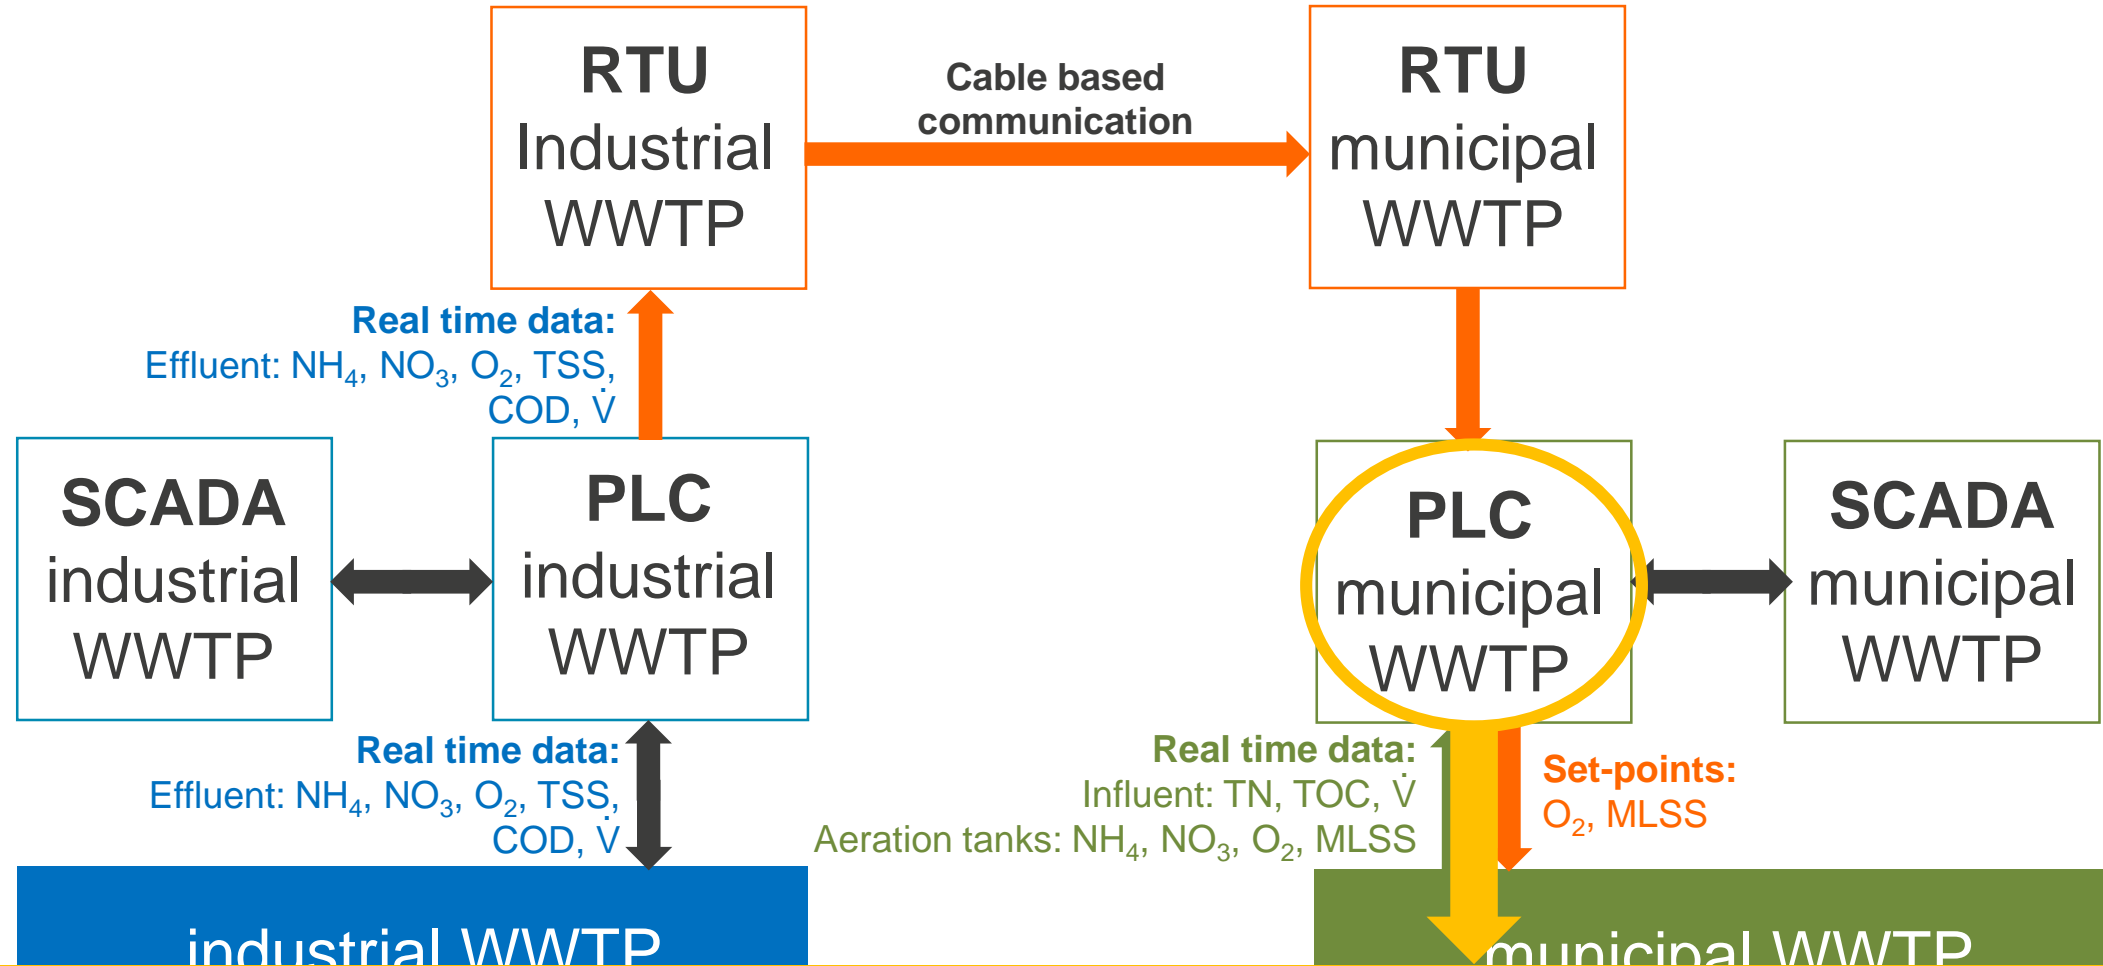 RTU
Industrial
WWTP
Cable based
communication
RTU
municipal
WWTP
Real time data:
Effluent: NH₄, NO₃, O₂, TSS,
COD, V̇
SCADA
industrial
WWTP
PLC
industrial
WWTP
PLC
municipal
WWTP
SCADA
municipal
WWTP
Real time data:
Effluent: NH₄, NO₃, O₂, TSS,
COD, V̇
Real time data:
Influent: TN, TOC, V̇
Aeration tanks: NH₄, NO₃, O₂, MLSS
Set-points:
O₂, MLSS
industrial WWTP
municipal WWTP